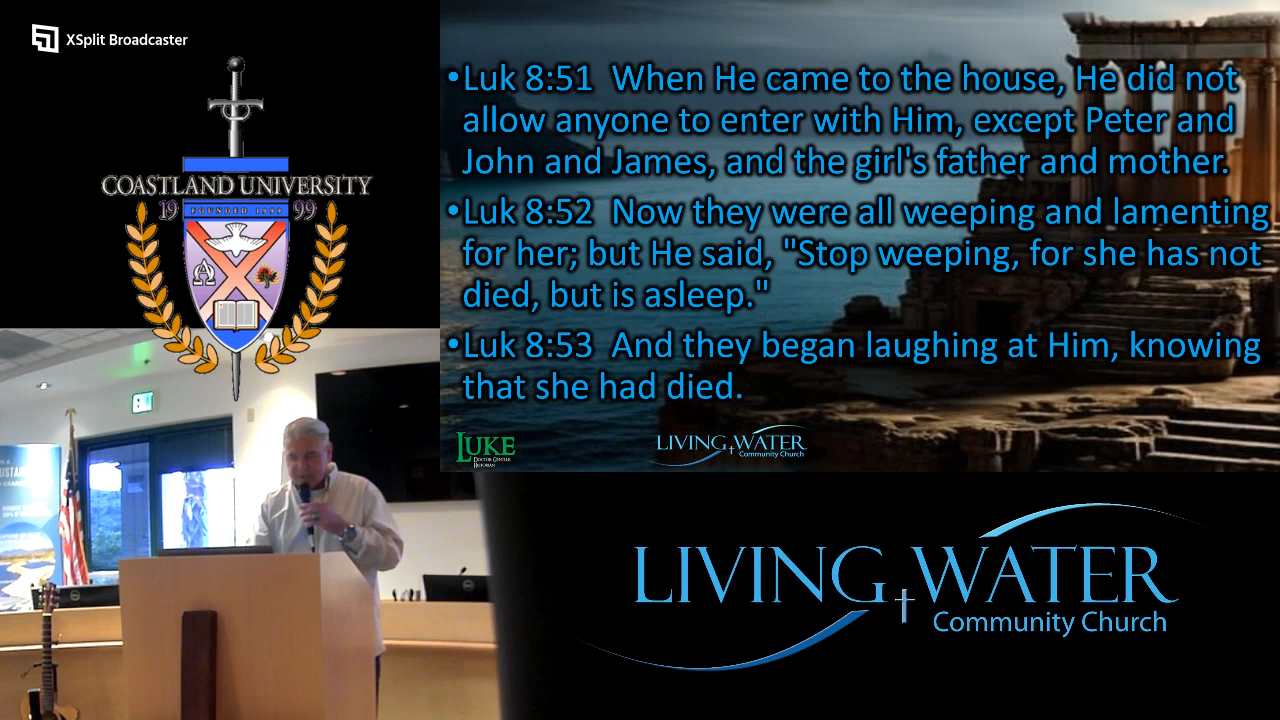 XSplit Broadcaster
COASTLAND UNIVERSITY
19 FOUNDED 1999 99
•Luk 8:51 When He came to the house, He did not
allow anyone to enter with Him, except Peter and
John and James, and the girl's father and mother.
•Luk 8:52 Now they were all weeping and lamenting
for her; but He said, "Stop weeping, for she has not
died, but is asleep."
•Luk 8:53 And they began laughing at Him, knowing
that she had died.
LUKE
DOCTOR CENTER
HISTORIAN
LIVING WATER
Community Church
LIVING WATER
Community Church